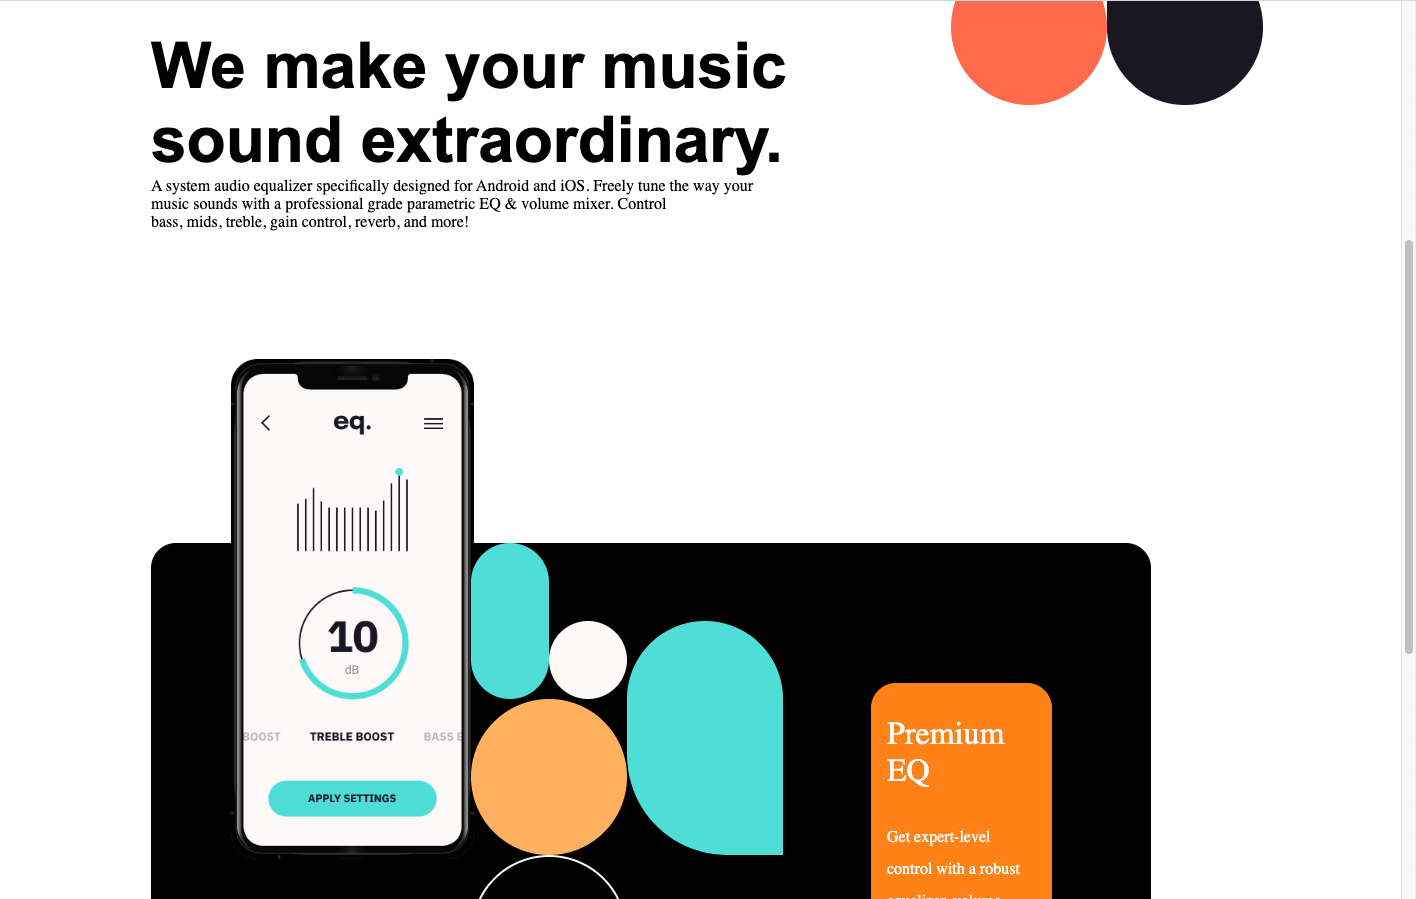 We make your music
sound extraordinary.
A system audio equalizer specifically designed for Android and iOS. Freely tune the way your
music sounds with a professional grade parametric EQ & volume mixer. Control
bass, mids, treble, gain control, reverb, and more!
eq.
10
dB
BOOST
TREBLE BOOST
BASS
APPLY SETTINGS
Premium
EQ
Get expert-level
control with a robust
equalizer, volume